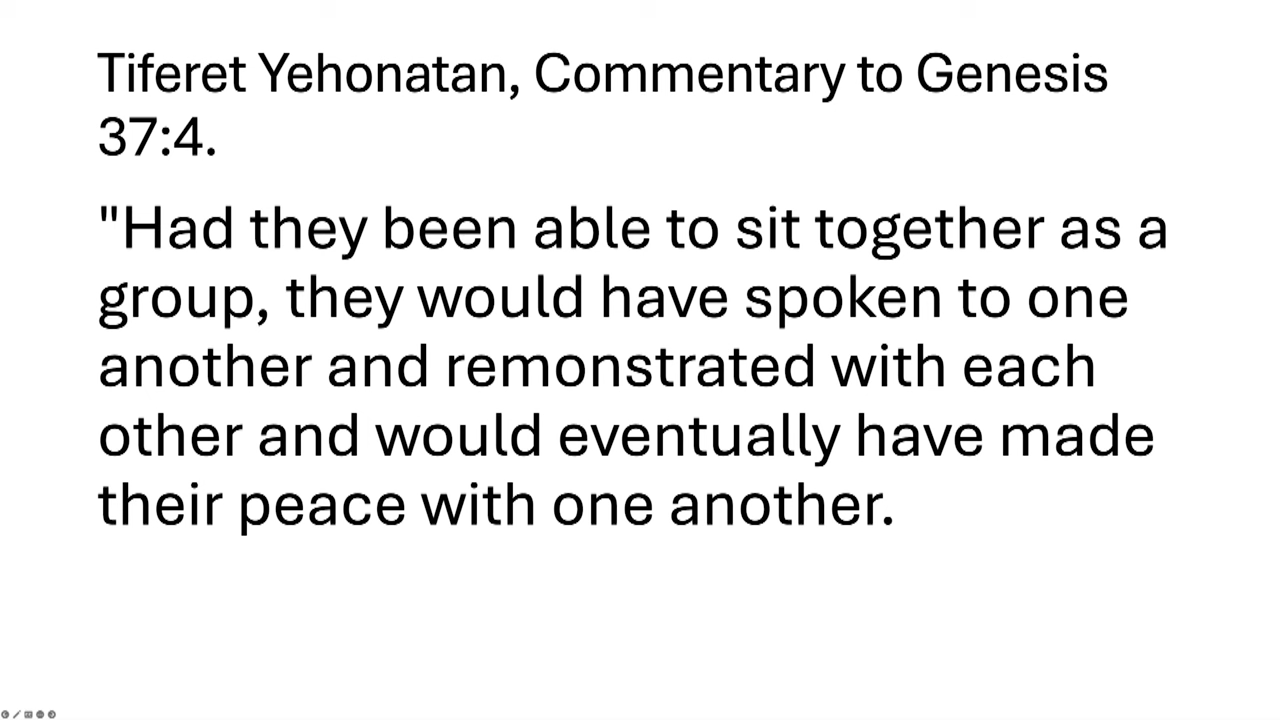 Tiferet Yehonatan, Commentary to Genesis
37:4.
"Had they been able to sit together as a
group, they would have spoken to one
another and remonstrated with each
other and would eventually have made
their peace with one another.